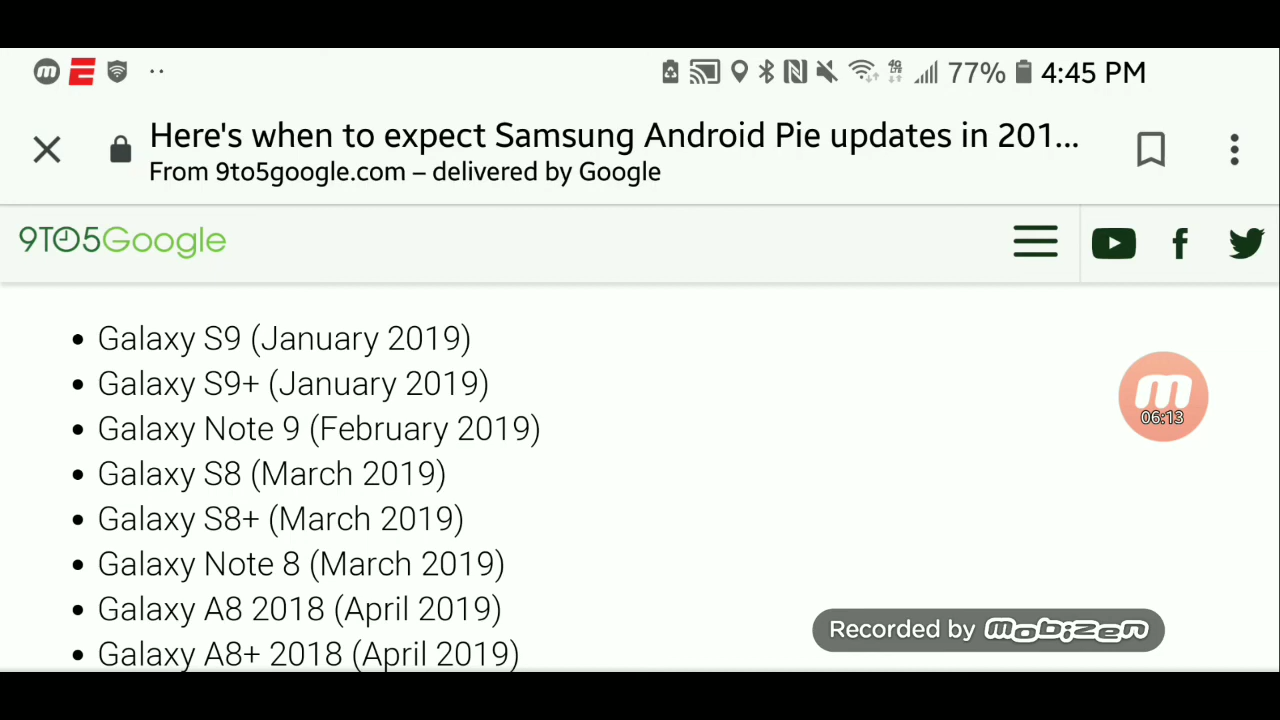 77% 4:45 PM
Here's when to expect Samsung Android Pie updates in 201...
From 9to5google.com – delivered by Google
9TO5Google
• Galaxy S9 (January 2019)
• Galaxy S9+ (January 2019)
• Galaxy Note 9 (February 2019)
06:13
• Galaxy S8 (March 2019)
• Galaxy S8+ (March 2019)
• Galaxy Note 8 (March 2019)
• Galaxy A8 2018 (April 2019)
Recorded by mobizen
• Galaxy A8+ 2018 (April 2019)